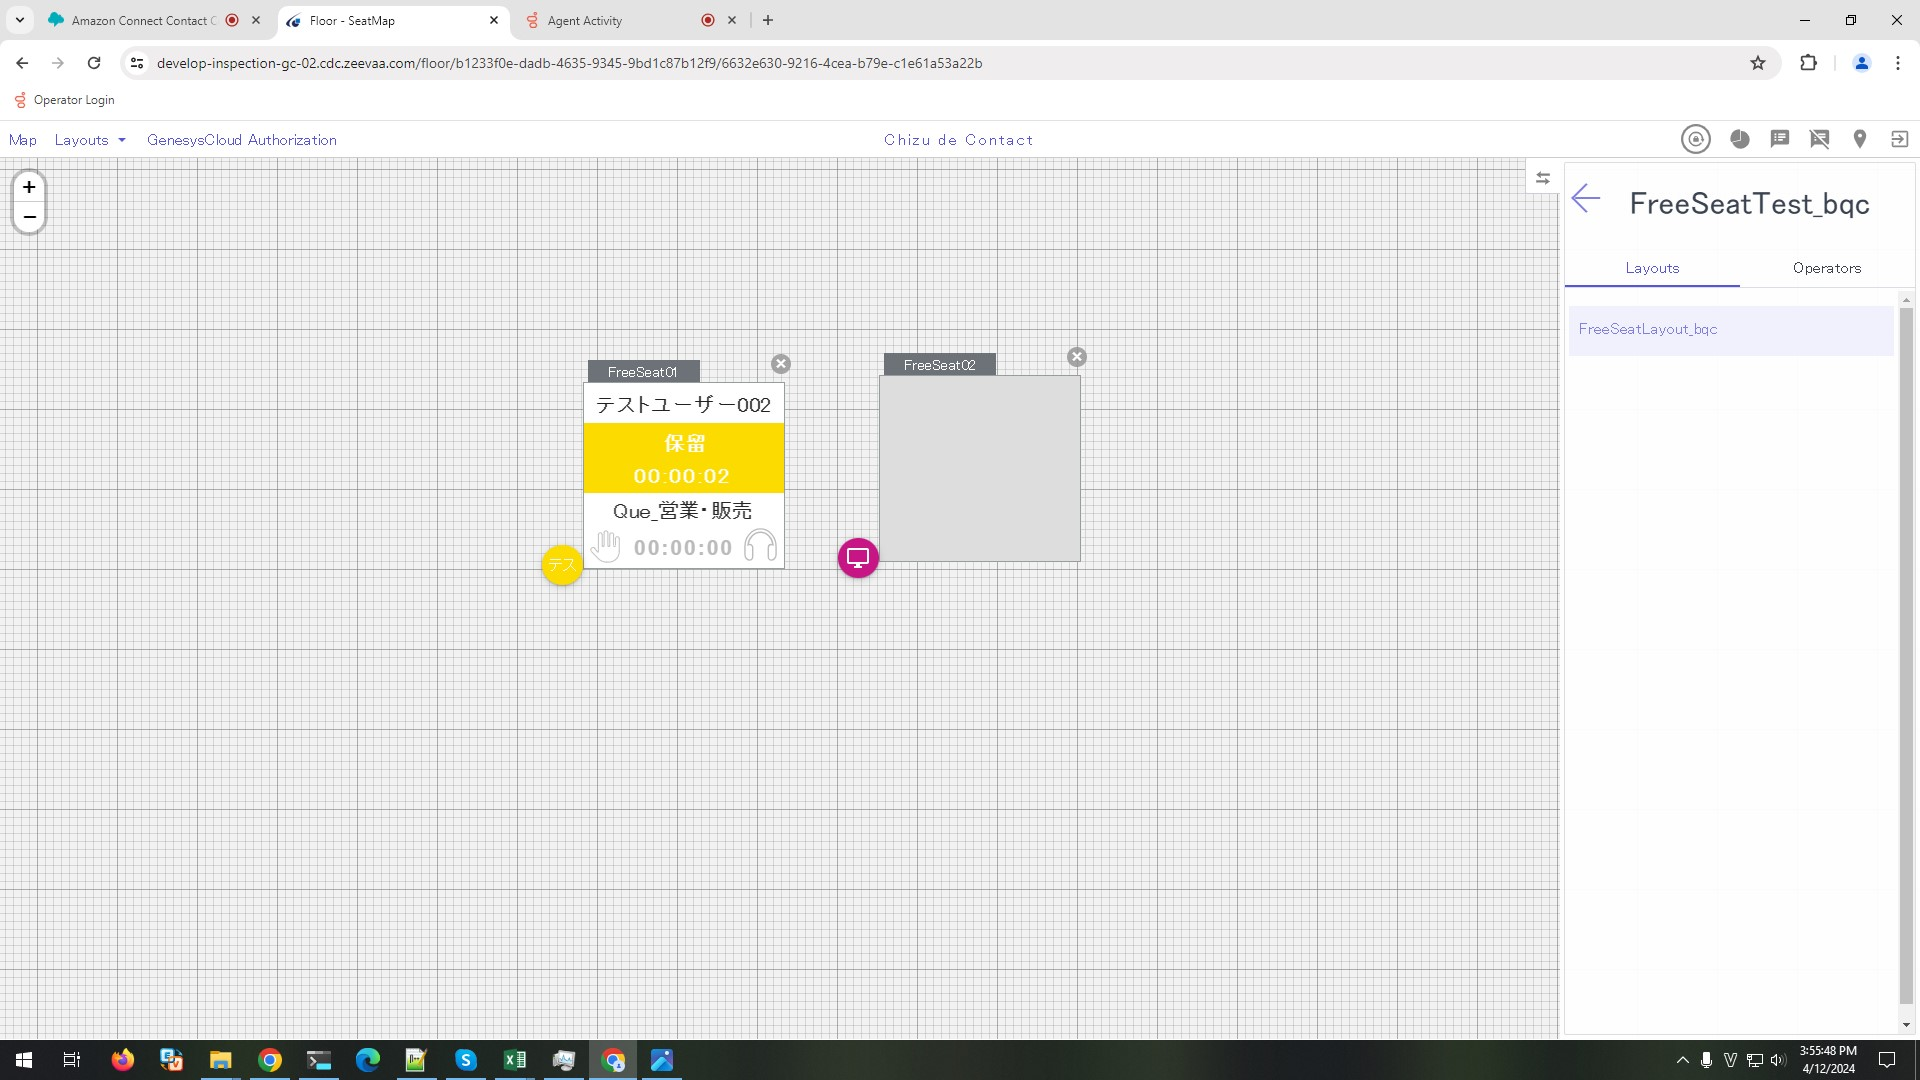 Amazon Connect Contact C
Floor - SeatMap
Agent Activity
develop-inspection-gc-02.cdc.zeevaa.com/floor/b1233f0e-dadb-4635-9345-9bd1c87b12f9/6632e630-9216-4cea-b79e-c1e61a53a22b
Operator Login
Map Layouts GenesysCloud Authorization
Chizu de Contact
FreeSeatTest_bqc
Layouts Operators
FreeSeatLayout_bqc
FreeSeat01
テストユーザー002
保留
00:00:02
Que_営業・販売
00:00:00
テス
FreeSeat02
3:55:48 PM
4/12/2024